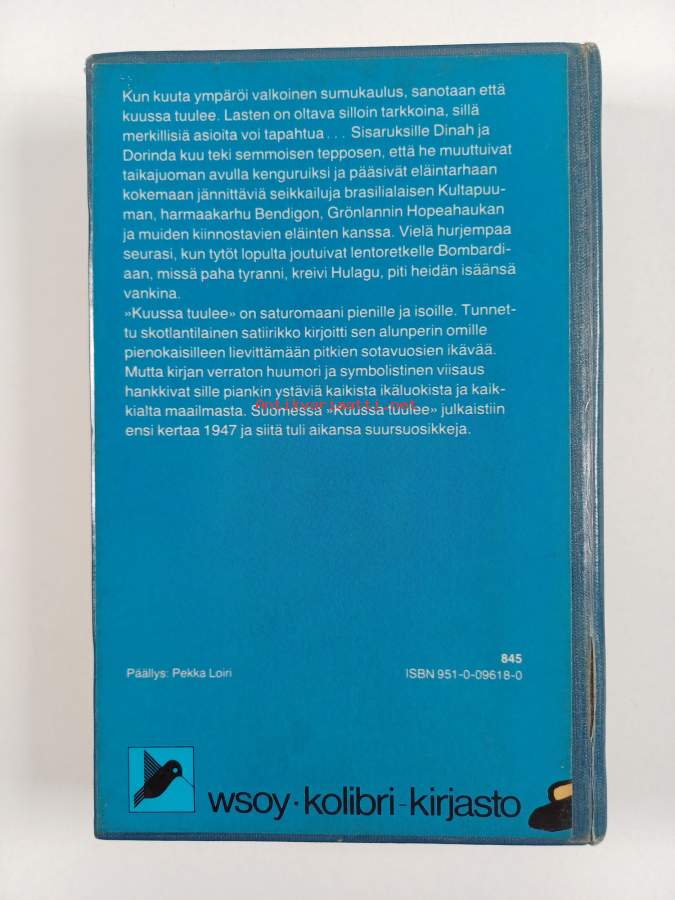 Kun kuuta ympäröi valkoinen sumukaulus, sanotaan että
kuussa tuulee. Lasten on oltava silloin tarkkoina, sillä
merkillisiä asioita voi tapahtua... Sisaruksille Dinah ja
Dorinda kuu teki semmoisen tepposen, että he muuttuivat
taikajuoman avulla kenguruiksi ja pääsivät eläintarhaan
kokemaan jännittäviä seikkailuja brasilialaisen Kultapuu-
man, harmaakarhu Bendigon, Grönlannin Hopeahaukan
ja muiden kiinnostavien eläinten kanssa. Vielä hurjempaa
seurasi, kun tytöt lopulta joutuivat lentoretkelle Bombardi-
aan, missä paha tyranni, kreivi Hulagu, piti heidän isäänsä
vankina.
»Kuussa tuulee» on saturomaani pienille ja isoille. Tunnet-
tu skotlantilainen satiirikko kirjoitti sen alunperin omille
pienokaisilleen lievittämään pitkien sotavuosien ikävää.
Mutta kirjan verraton huumori ja symbolistinen viisaus
hankkivat sille piankin ystäviä kaikista ikäluokista ja kaik-
kialta maailmasta. Suomessa »Kuussa tuulee» julkaistiin
Antikvariaatti.net
ensi kertaa 1947 ja siitä tuli aikansa suursuosikkeja.
845
Päällys: Pekka Loiri ISBN 951-0-09618-0
wsoy·kolibri-kirjasto